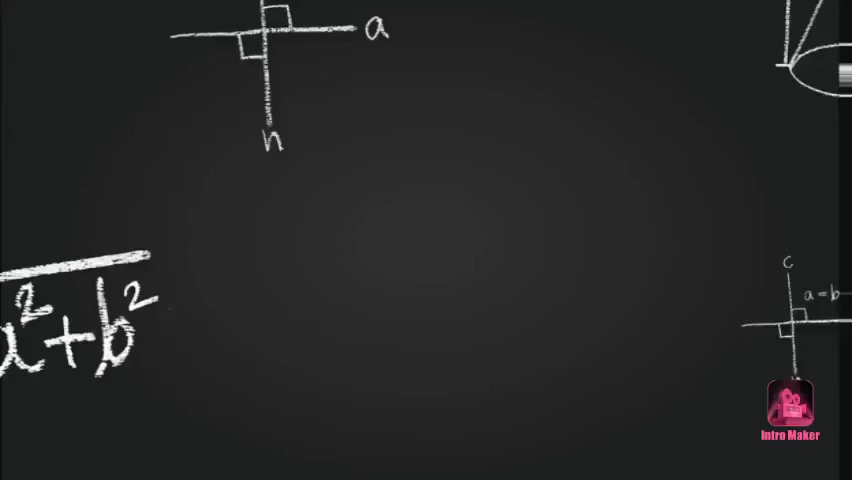 a
n
a²+b²
c
a=b
Intro Maker